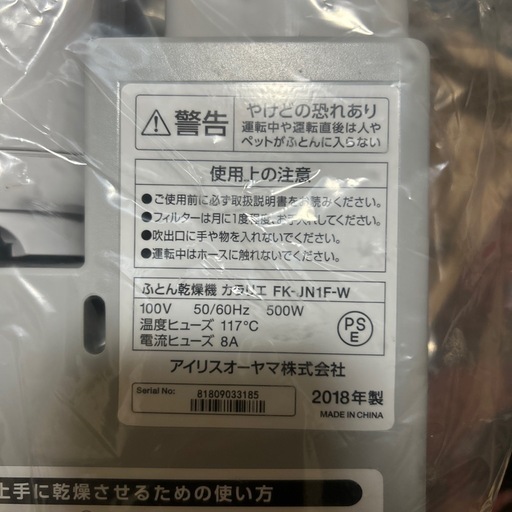 警告
やけどの恐れあり
運転中や運転直後は人や
ペットがふとんに入らない
使用上の注意
●ご使用前に必ず取扱説明書をお読みください。
●フィルターは月に1度程度、お手入れしてください。
●吹出口に手や物を入れないでください。
●運転中はホースに触れないでください。
ふとん乾燥機 カラリエ FK-JN1F-W
100V 50/60Hz 500W
温度ヒューズ 117℃
電流ヒューズ 8A
PS
E
アイリスオーヤマ株式会社
Serial No: 81809033185
2018年製
MADE IN CHINA
上手に乾燥させるための使い方